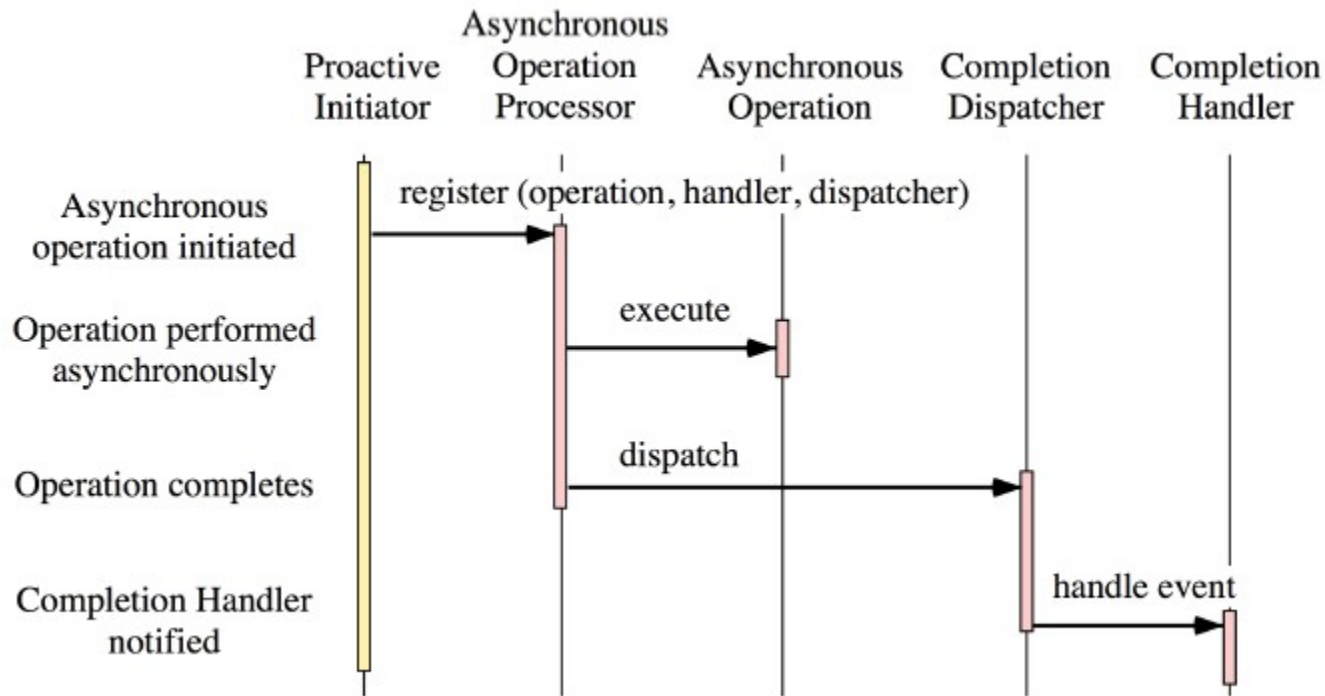 Proactive
Initiator
Asynchronous
Operation
Processor
Asynchronous
Operation
Completion
Dispatcher
Completion
Handler
Asynchronous
operation initiated
register (operation, handler, dispatcher)
Operation performed
asynchronously
execute
Operation completes
dispatch
Completion Handler
notified
handle event